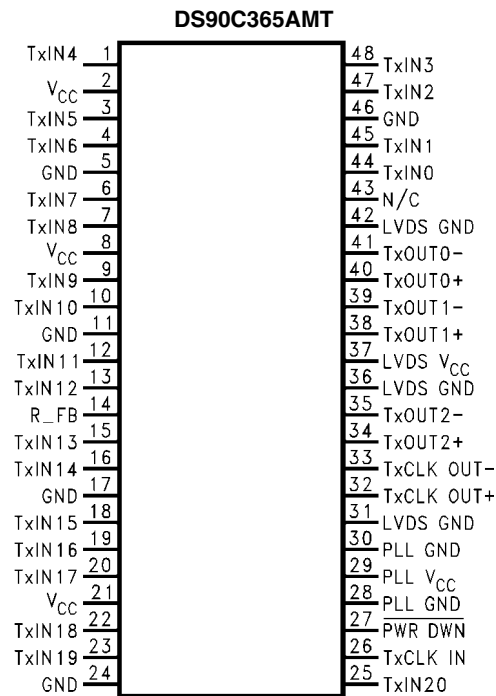 DS90C365AMT
TxIN4 1
VCC 2
TxIN5 3
TxIN6 4
GND 5
TxIN7 6
TxIN8 7
VCC 8
TxIN9 9
TxIN10 10
GND 11
TxIN11 12
TxIN12 13
R_FB 14
TxIN13 15
TxIN14 16
GND 17
TxIN15 18
TxIN16 19
TxIN17 20
VCC 21
TxIN18 22
TxIN19 23
GND 24
48 TxIN3
47 TxIN2
46 GND
45 TxIN1
44 TxIN0
43 N/C
42 LVDS GND
41 TxOUT0-
40 TxOUT0+
39 TxOUT1-
38 TxOUT1+
37 LVDS VCC
36 LVDS GND
35 TxOUT2-
34 TxOUT2+
33 TxCLK OUT-
32 TxCLK OUT+
31 LVDS GND
30 PLL GND
29 PLL VCC
28 PLL GND
27 PWR DWN
26 TxCLK IN
25 TxIN20